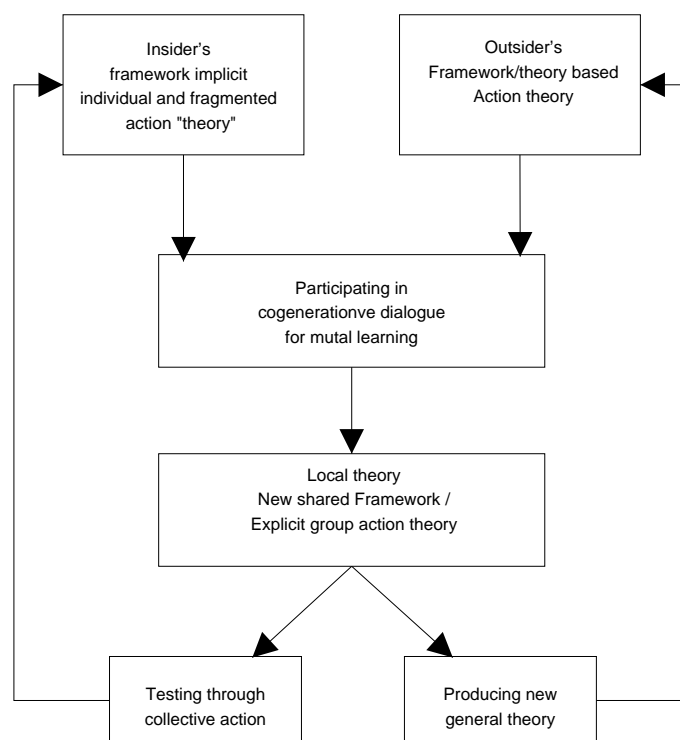 Insider’s
framework implicit
individual and fragmented
action "theory"
Outsider’s
Framework/theory based
Action theory
Participating in
cogenerationve dialogue
for mutal learning
Local theory
New shared Framework /
Explicit group action theory
Testing through
collective action
Producing new
general theory